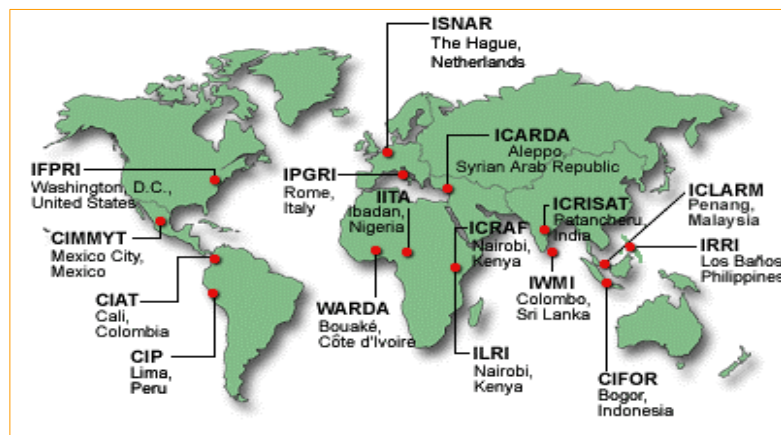 ISNAR
The Hague,
Netherlands
ICARDA
Aleppo,
Syrian Arab Republic
IFPRI
Washington, D.C.,
United States
IPGRI
Rome,
Italy
IITA
Ibadan,
Nigeria
ICRISAT
Patancheru,
India
ICLARM
Penang,
Malaysia
CIMMYT
Mexico City,
Mexico
ICRAF
Nairobi,
Kenya
IRRI
Los Baños
Philippines
CIAT
Cali,
Colombia
WARDA
Bouaké,
Côte d'Ivoire
IWMI
Colombo,
Sri Lanka
CIP
Lima,
Peru
ILRI
Nairobi,
Kenya
CIFOR
Bogor,
Indonesia